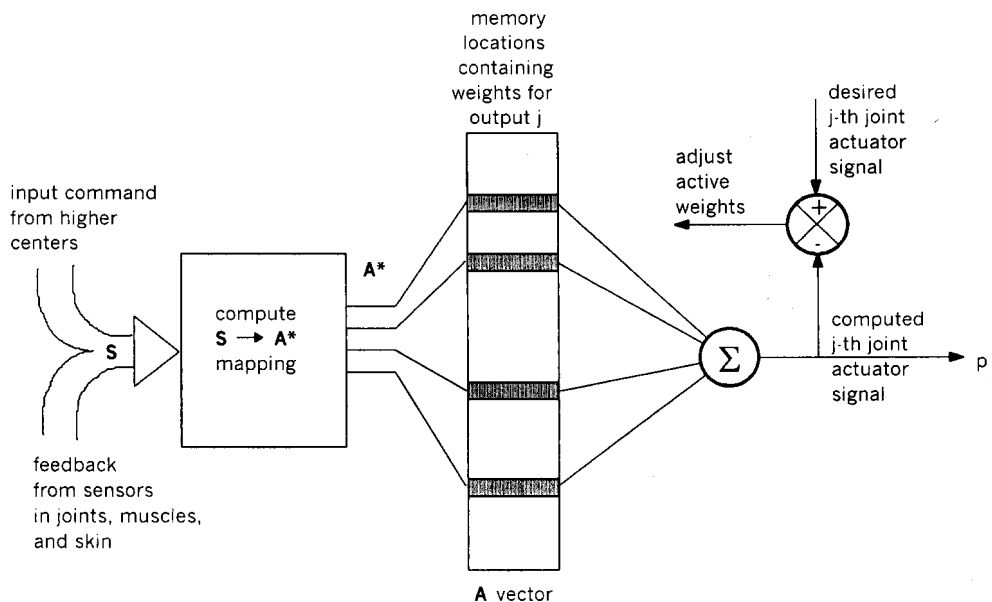 memory
locations
containing
weights for
output j
desired
j-th joint
actuator
signal
adjust
active
weights
+
-
input command
from higher
centers
A*
compute
S → A*
mapping
S
Σ
computed
j-th joint
actuator
signal
p
feedback
from sensors
in joints, muscles,
and skin
A vector